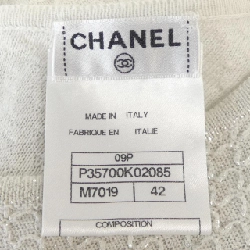 CHANEL
MADE IN ITALY
FABRIQUE EN ITALIE
09P
P35700K02085
M7019 42
COMPOSITION